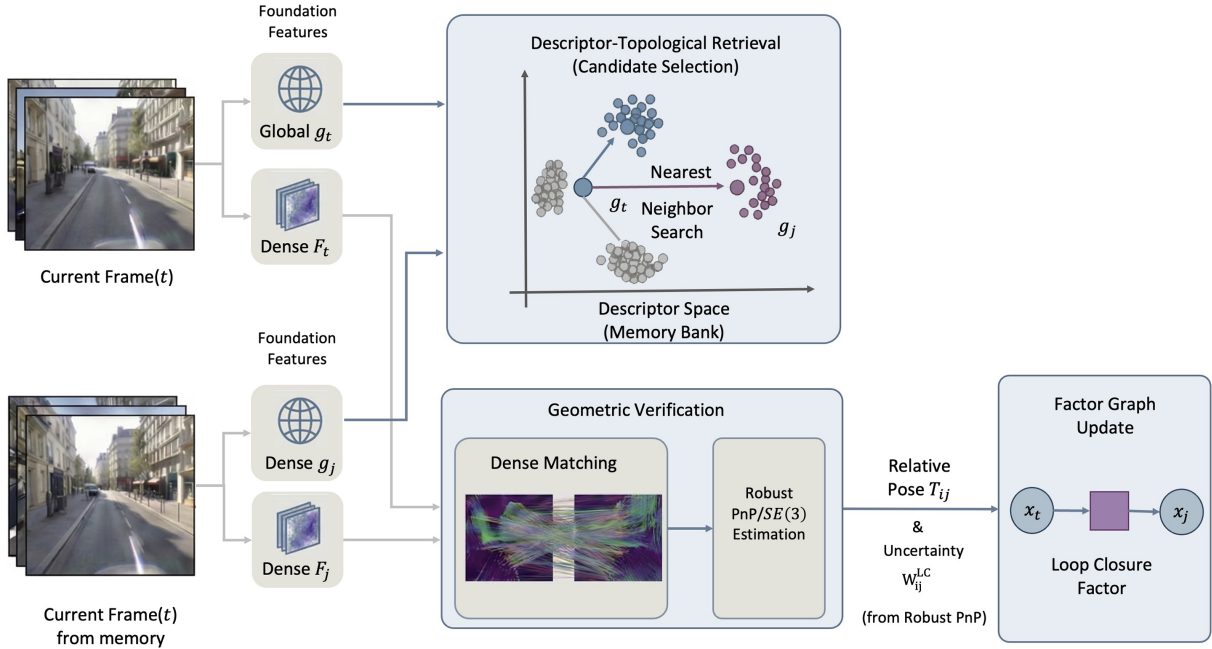 Foundation
Features
Global g_t
Dense F_t
Current Frame(t)
Descriptor-Topological Retrieval
(Candidate Selection)
Nearest
g_t
Neighbor
Search
g_j
Descriptor Space
(Memory Bank)
Foundation
Features
Dense g_j
Dense F_j
Current Frame(t)
from memory
Geometric Verification
Dense Matching
Robust
PnP/SE(3)
Estimation
Relative
Pose T_ij
&
Uncertainty
W_ij^LC
(from Robust PnP)
Factor Graph
Update
x_t
x_j
Loop Closure
Factor